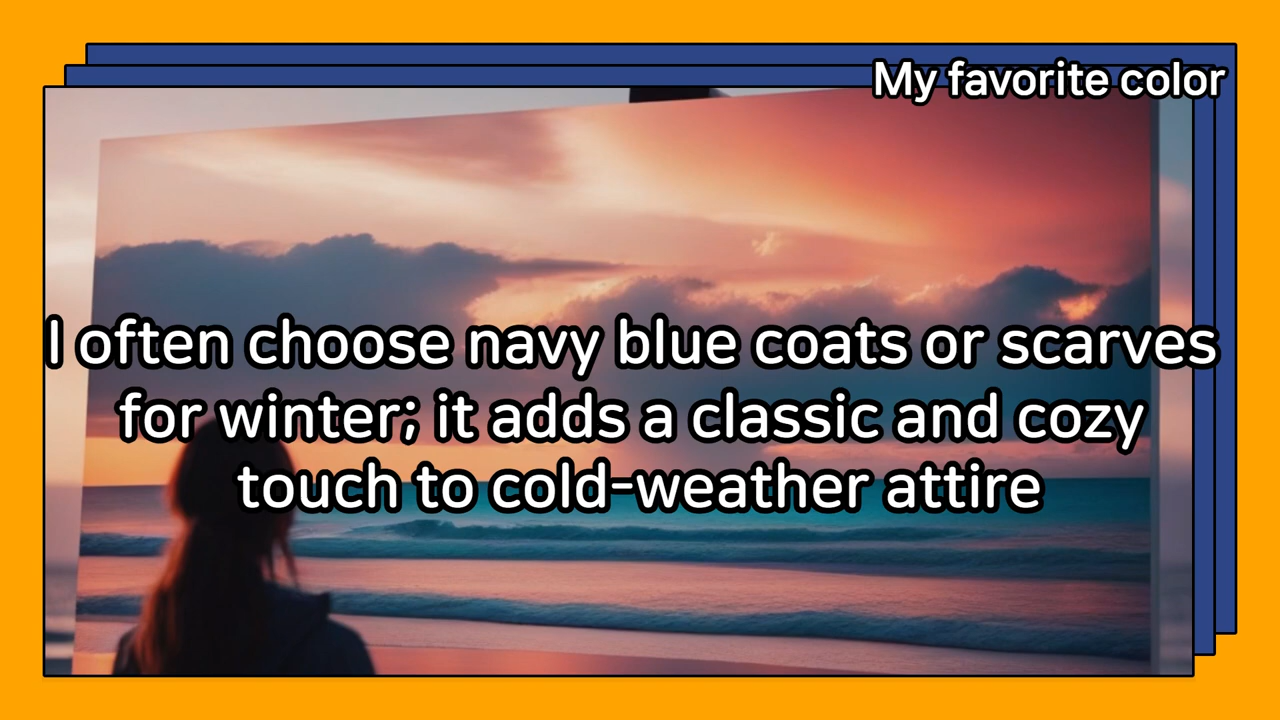 My favorite color
I often choose navy blue coats or scarves
for winter; it adds a classic and cozy
touch to cold-weather attire